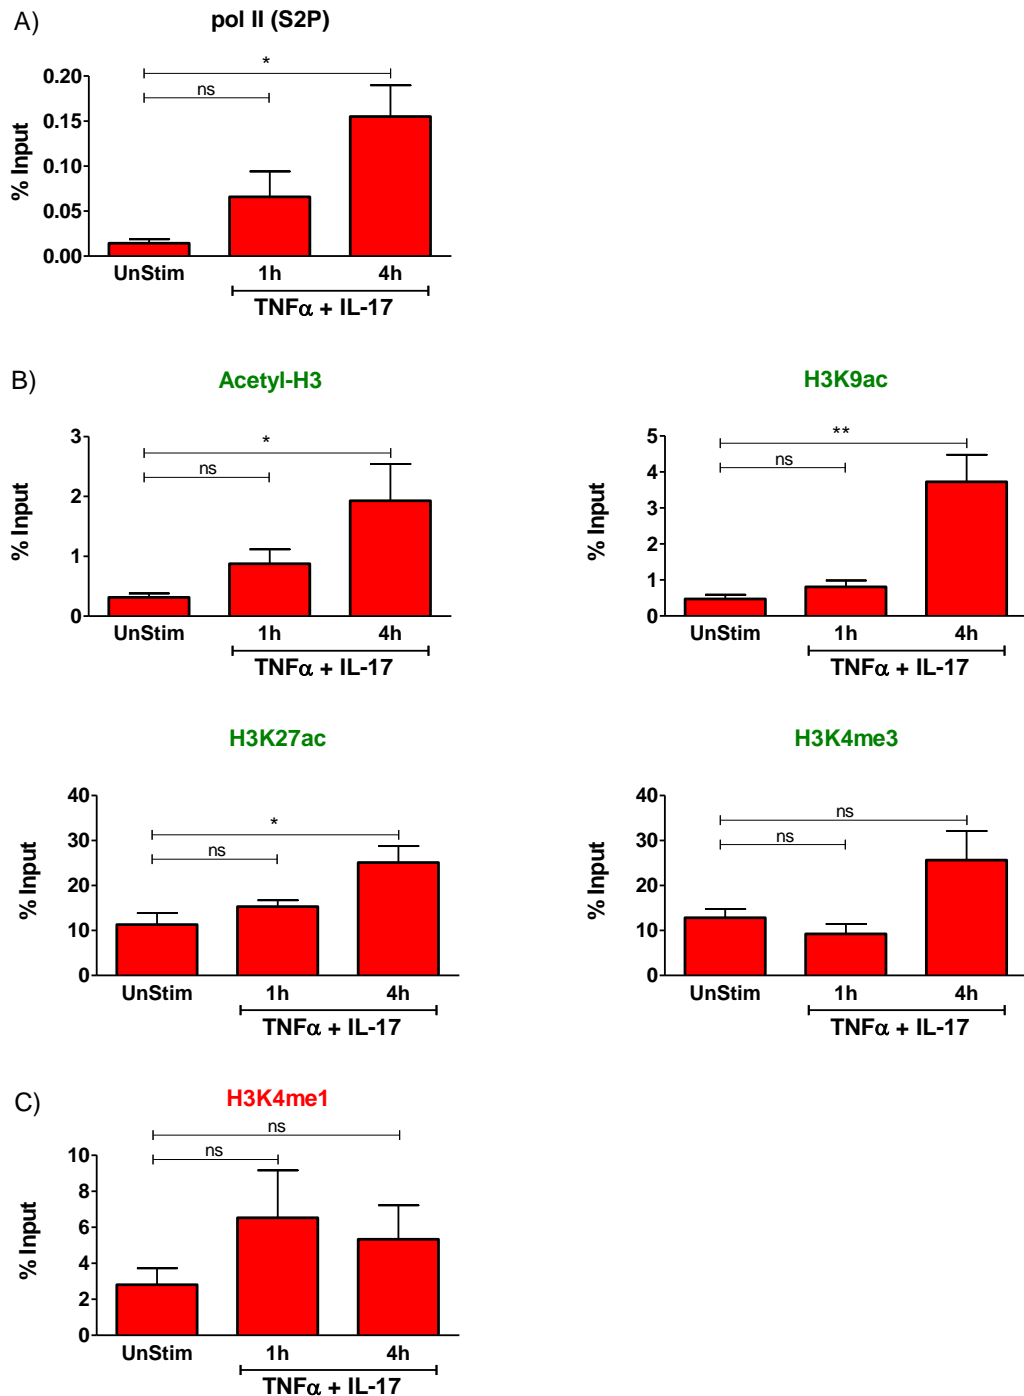 A)
pol II (S2P)
*
ns
0.20
0.15
0.10
0.05
0.00
% Input
UnStim
1h
4h
TNFα + IL-17
B)
Acetyl-H3
*
ns
3
2
1
0
% Input
UnStim
1h
4h
TNFα + IL-17
H3K9ac
**
ns
5
4
3
2
1
0
% Input
UnStim
1h
4h
TNFα + IL-17
H3K27ac
*
ns
40
30
20
10
0
% Input
UnStim
1h
4h
TNFα + IL-17
H3K4me3
ns
ns
40
30
20
10
0
% Input
UnStim
1h
4h
TNFα + IL-17
C)
H3K4me1
ns
ns
10
8
6
4
2
0
% Input
UnStim
1h
4h
TNFα + IL-17